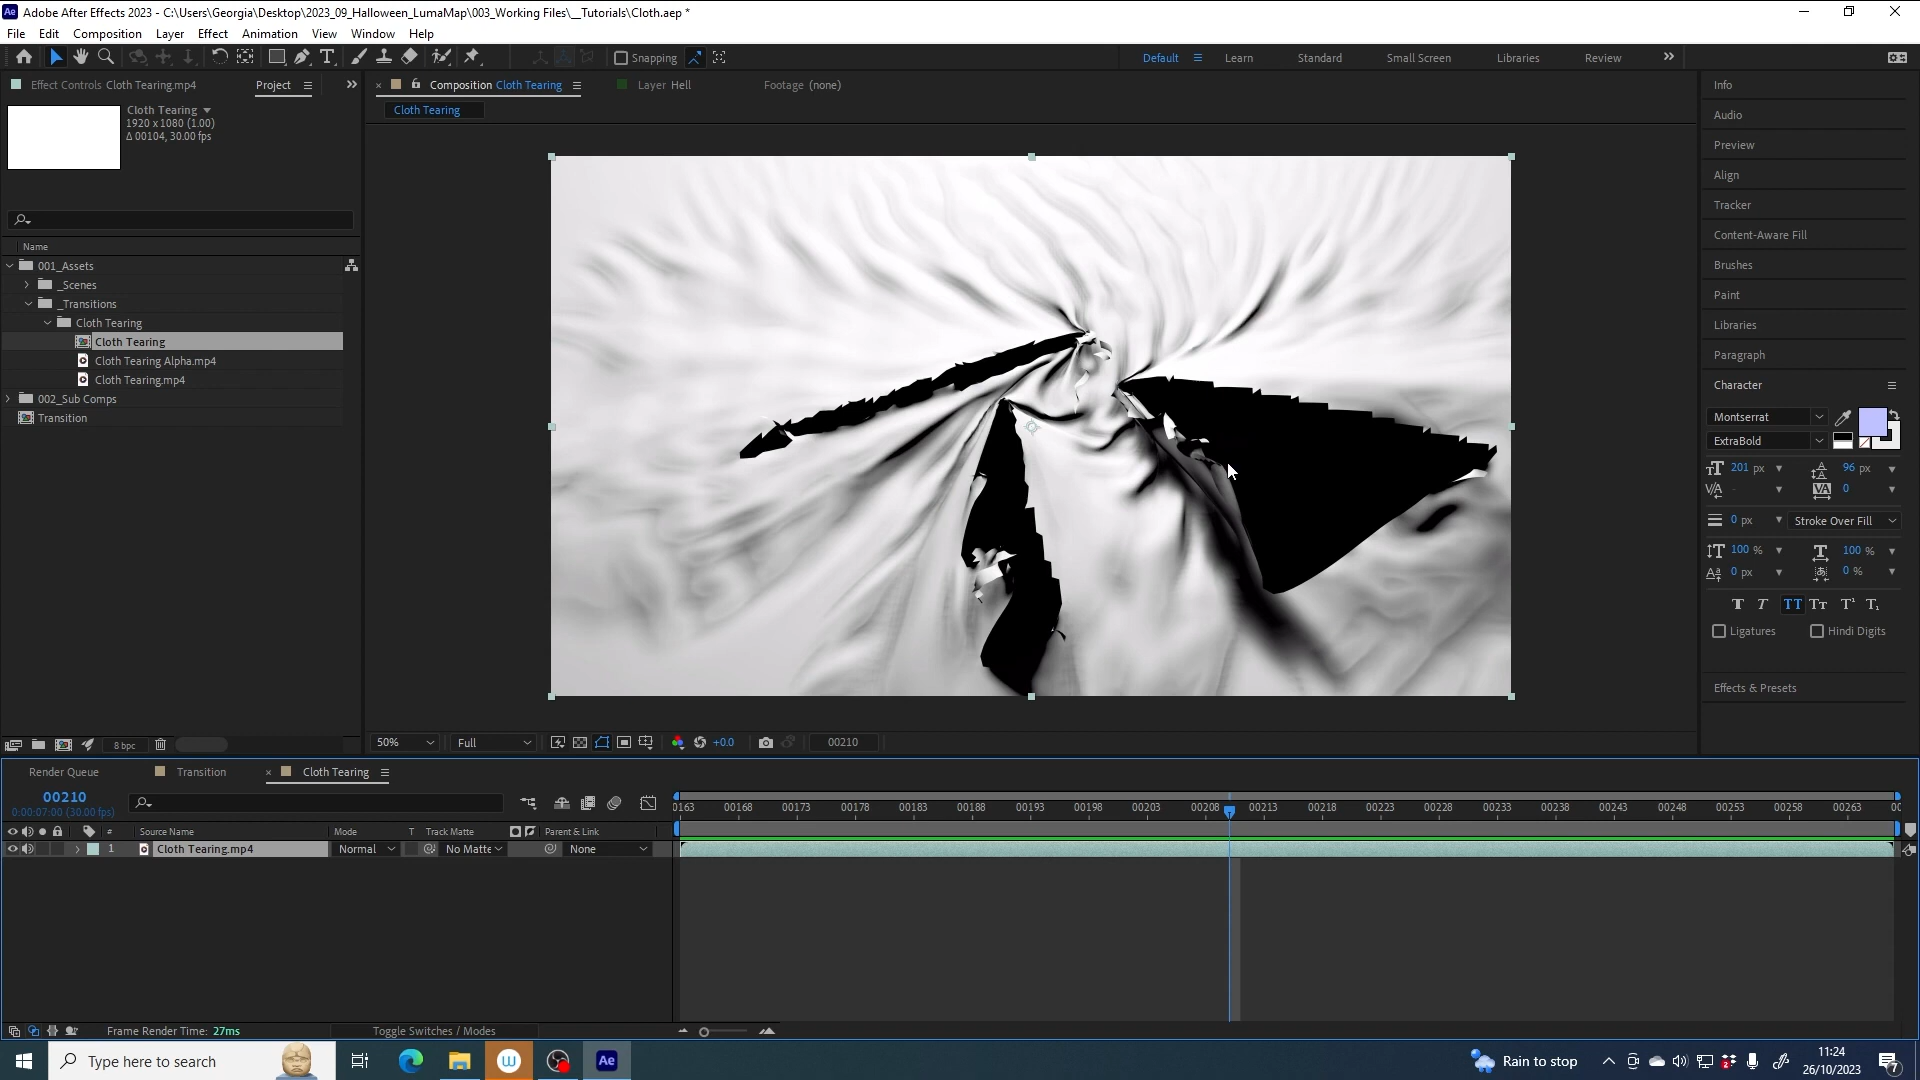 Adobe After Effects 2023 - C:\Users\Georgia\Desktop\2023_09_Halloween_LumaMap\003_Working Files\__Tutorials\Cloth.aep *
File Edit Composition Layer Effect Animation View Window Help
Snapping Default Learn Standard Small Screen Libraries Review
Effect Controls Cloth Tearing.mp4 Project Composition Cloth Tearing Layer Hell Footage (none)
Cloth Tearing
Cloth Tearing
1920 x 1080 (1.00)
Δ 00104, 30.00 fps
Name
001_Assets
_Scenes
_Transitions
Cloth Tearing
Cloth Tearing
Cloth Tearing Alpha.mp4
Cloth Tearing.mp4
002_Sub Comps
Transition
8 bpc
50% Full +0.0 00210
Info
Audio
Preview
Align
Tracker
Content-Aware Fill
Brushes
Paint
Libraries
Paragraph
Character
Montserrat
ExtraBold
201 px 96 px
- 0
0 px Stroke Over Fill
100 % 100 %
0 px 0 %
Ligatures Hindi Digits
Effects & Presets
Render Queue Transition Cloth Tearing
00210
0:00:07:00 (30.00 fps)
0163 00168 00173 00178 00183 00188 00193 00198 00203 00208 00213 00218 00223 00228 00233 00238 00243 00248 00253 00258 00263 00
# Source Name Mode T Track Matte Parent & Link
1 Cloth Tearing.mp4 Normal No Matte None
Frame Render Time: 27ms Toggle Switches / Modes
Type here to search Ae Rain to stop 11:24
26/10/2023 7